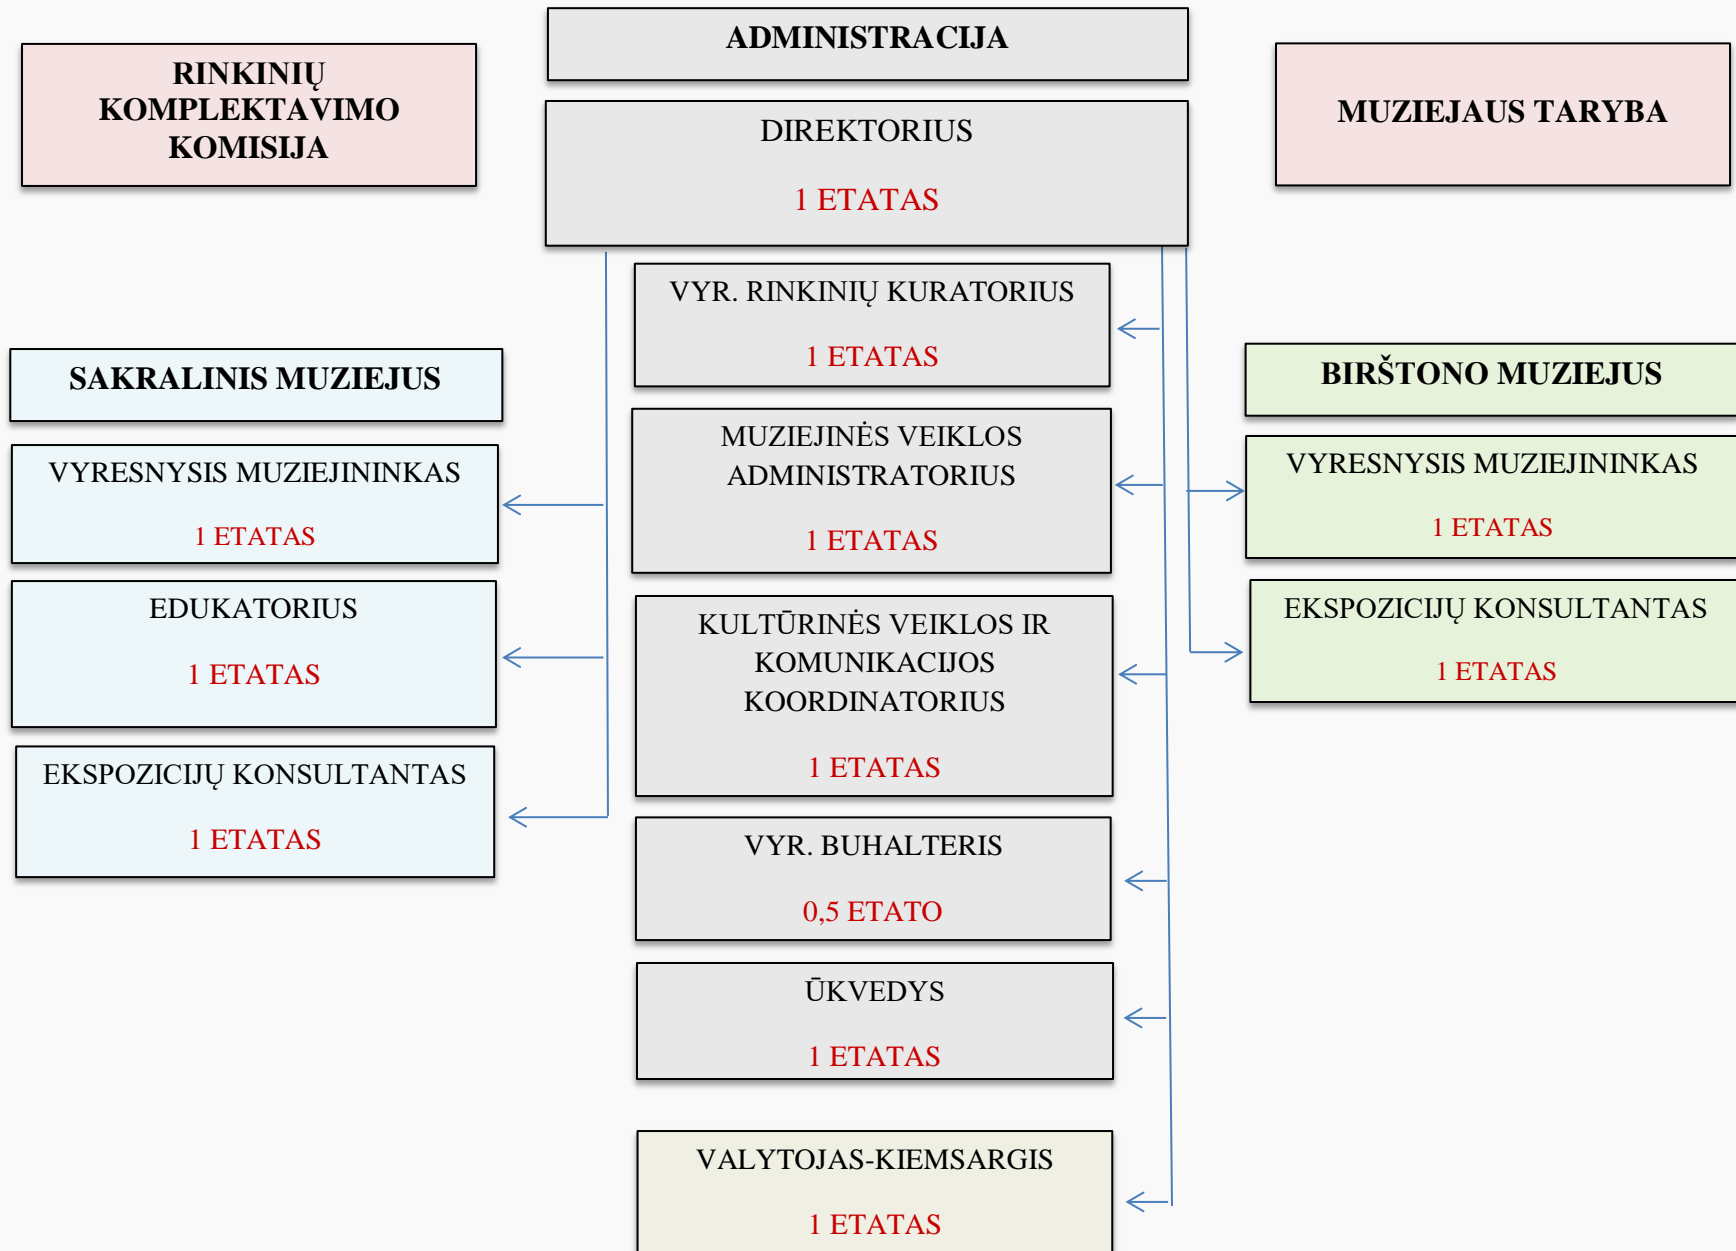 ADMINISTRACIJA
RINKINIŲ
KOMPLEKTAVIMO
KOMISIJA
MUZIEJAUS TARYBA
DIREKTORIUS
1 ETATAS
VYR. RINKINIŲ KURATORIUS
1 ETATAS
SAKRALINIS MUZIEJUS
VYRESNYSIS MUZIEJININKAS
1 ETATAS
EDUKATORIUS
1 ETATAS
EKSPOZICIJŲ KONSULTANTAS
1 ETATAS
MUZIEJINĖS VEIKLOS
ADMINISTRATORIUS
1 ETATAS
KULTŪRINĖS VEIKLOS IR
KOMUNIKACIJOS
KOORDINATORIUS
1 ETATAS
VYR. BUHALTERIS
0,5 ETATO
ŪKVEDYS
1 ETATAS
VALYTOJAS-KIEMSARGIS
1 ETATAS
BIRŠTONO MUZIEJUS
VYRESNYSIS MUZIEJININKAS
1 ETATAS
EKSPOZICIJŲ KONSULTANTAS
1 ETATAS